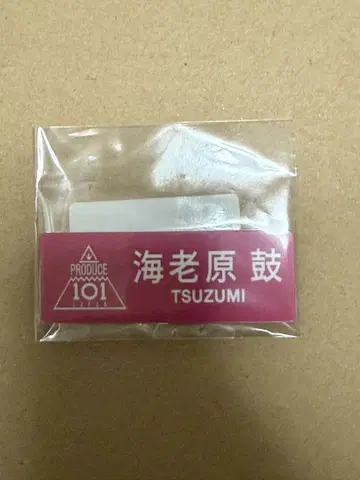 PRODUCE
101
JAPAN
海老原 鼓
TSUZUMI